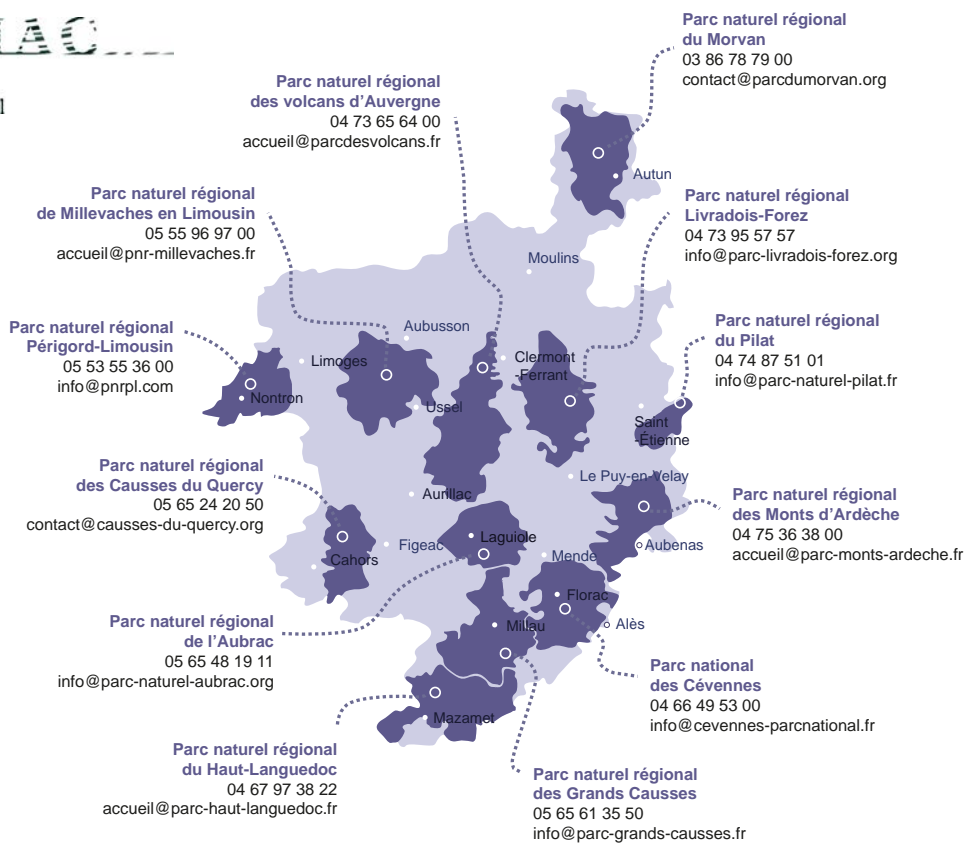 Parc naturel régional
du Morvan
03 86 78 79 00
contact@parcdumorvan.org
Parc naturel régional
des volcans d'Auvergne
04 73 65 64 00
accueil@parcdesvolcans.fr
Autun
Parc naturel régional
de Millevaches en Limousin
05 55 96 97 00
accueil@pnr-millevaches.fr
Parc naturel régional
Livradois-Forez
04 73 95 57 57
info@parc-livradois-forez.org
Moulins
Parc naturel régional
Périgord-Limousin
05 53 55 36 00
info@pnrpl.com
Aubusson
Limoges
Clermont
-Ferrant
Parc naturel régional
du Pilat
04 74 87 51 01
info@parc-naturel-pilat.fr
Nontron
Ussel
Saint
-Étienne
Parc naturel régional
des Causses du Quercy
05 65 24 20 50
contact@causses-du-quercy.org
Le Puy-en-Velay
Aurillac
Parc naturel régional
des Monts d'Ardèche
04 75 36 38 00
accueil@parc-monts-ardeche.fr
Laguiole
Figeac
Aubenas
Cahors
Mende
Florac
Parc naturel régional
de l'Aubrac
05 65 48 19 11
info@parc-naturel-aubrac.org
Millau
Alès
Parc national
des Cévennes
04 66 49 53 00
info@cevennes-parcnational.fr
Mazamet
Parc naturel régional
du Haut-Languedoc
04 67 97 38 22
accueil@parc-haut-languedoc.fr
Parc naturel régional
des Grands Causses
05 65 61 35 50
info@parc-grands-causses.fr